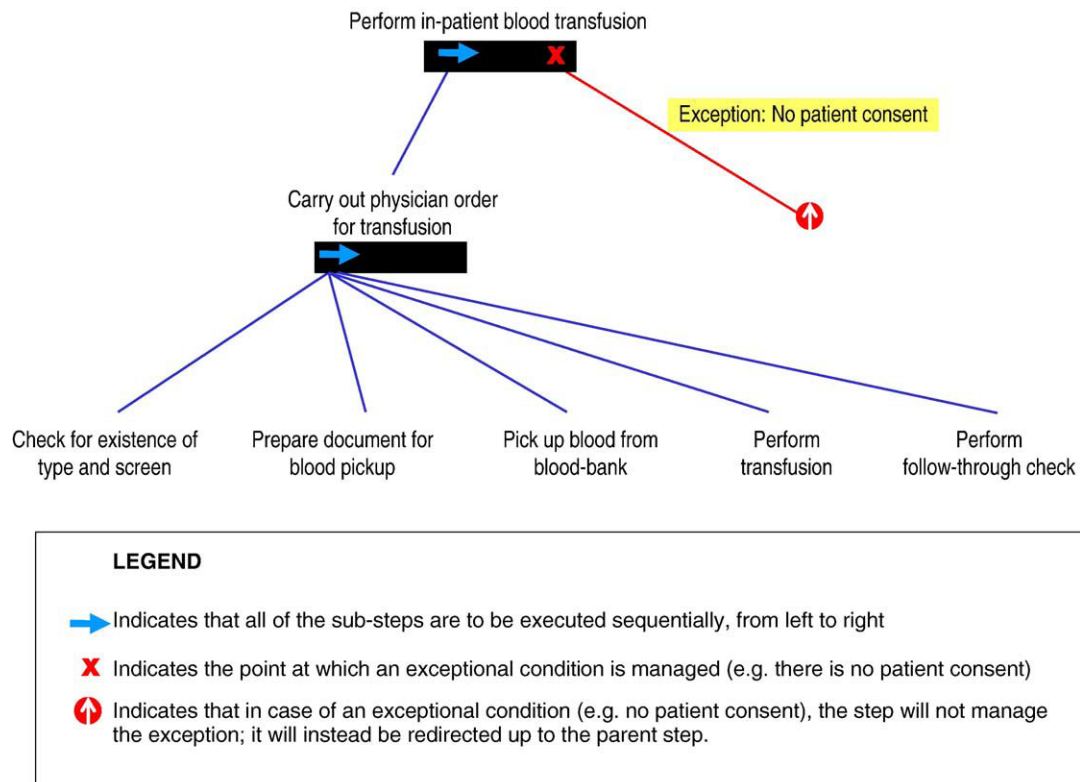 Perform in-patient blood transfusion
Exception: No patient consent
Carry out physician order
for transfusion
Check for existence of
type and screen
Prepare document for
blood pickup
Pick up blood from
blood-bank
Perform
transfusion
Perform
follow-through check
LEGEND
Indicates that all of the sub-steps are to be executed sequentially, from left to right
Indicates the point at which an exceptional condition is managed (e.g. there is no patient consent)
Indicates that in case of an exceptional condition (e.g. no patient consent), the step will not manage
the exception; it will instead be redirected up to the parent step.